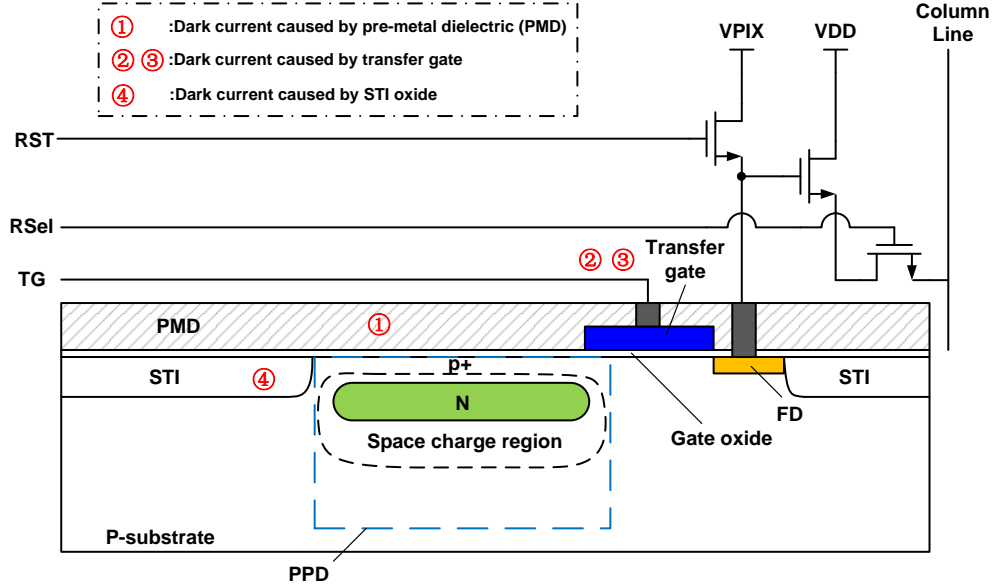 ① :Dark current caused by pre-metal dielectric (PMD)
② ③ :Dark current caused by transfer gate
④ :Dark current caused by STI oxide
VPIX
VDD
Column
Line
RST
RSel
TG
② ③
Transfer
gate
PMD
①
STI
④
p+
N
Space charge region
STI
FD
Gate oxide
P-substrate
PPD